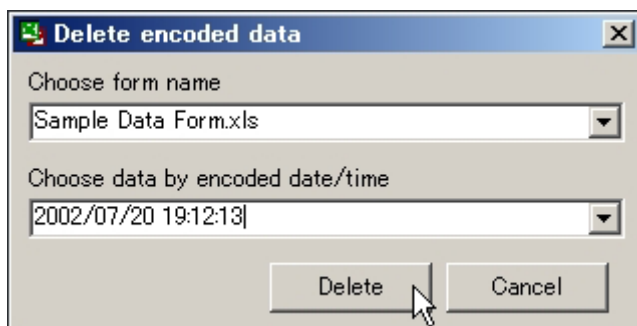 Delete encoded data
Choose form name
Sample Data Form.xls
Choose data by encoded date/time
2002/07/20 19:12:13
Delete
Cancel